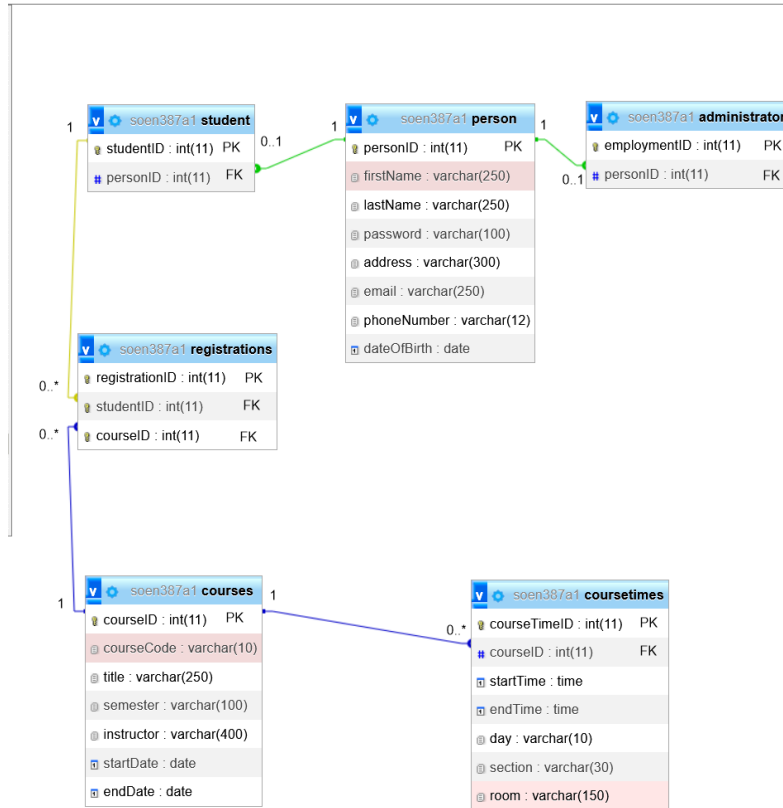 soen387a1 student
studentID : int(11) PK
personID : int(11) FK
1
0..1
soen387a1 person
personID : int(11) PK
firstName : varchar(250)
lastName : varchar(250)
password : varchar(100)
address : varchar(300)
email : varchar(250)
phoneNumber : varchar(12)
dateOfBirth : date
1
1
0..1
soen387a1 administrator
employmentID : int(11) PK
personID : int(11) FK
soen387a1 registrations
registrationID : int(11) PK
studentID : int(11) FK
courseID : int(11) FK
0..*
0..*
soen387a1 courses
courseID : int(11) PK
courseCode : varchar(10)
title : varchar(250)
semester : varchar(100)
instructor : varchar(400)
startDate : date
endDate : date
1
1
0..*
soen387a1 coursetimes
courseTimeID : int(11) PK
courseID : int(11) FK
startTime : time
endTime : time
day : varchar(10)
section : varchar(30)
room : varchar(150)